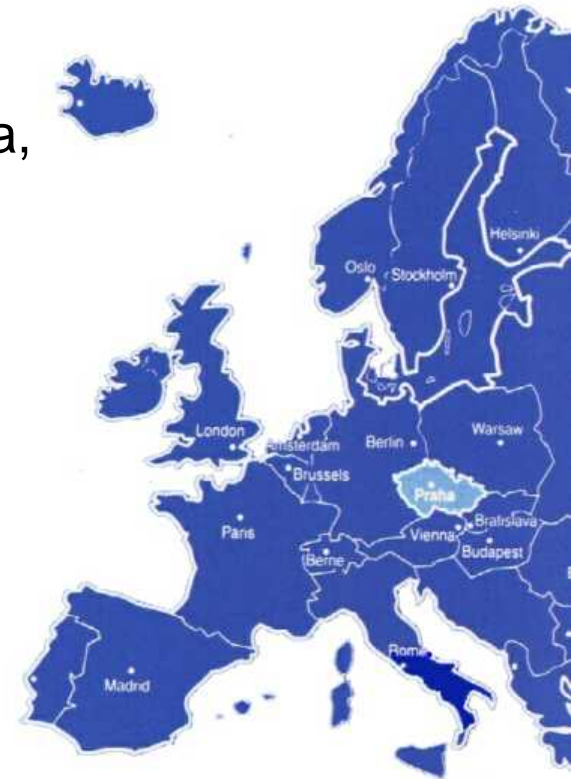 a,
Helsinki
Oslo
Stockholm
London
Amsterdam
Berlin
Warsaw
Brussels
Praha
Paris
Vienna
Bratislava
Berne
Budapest
Rome
Madrid